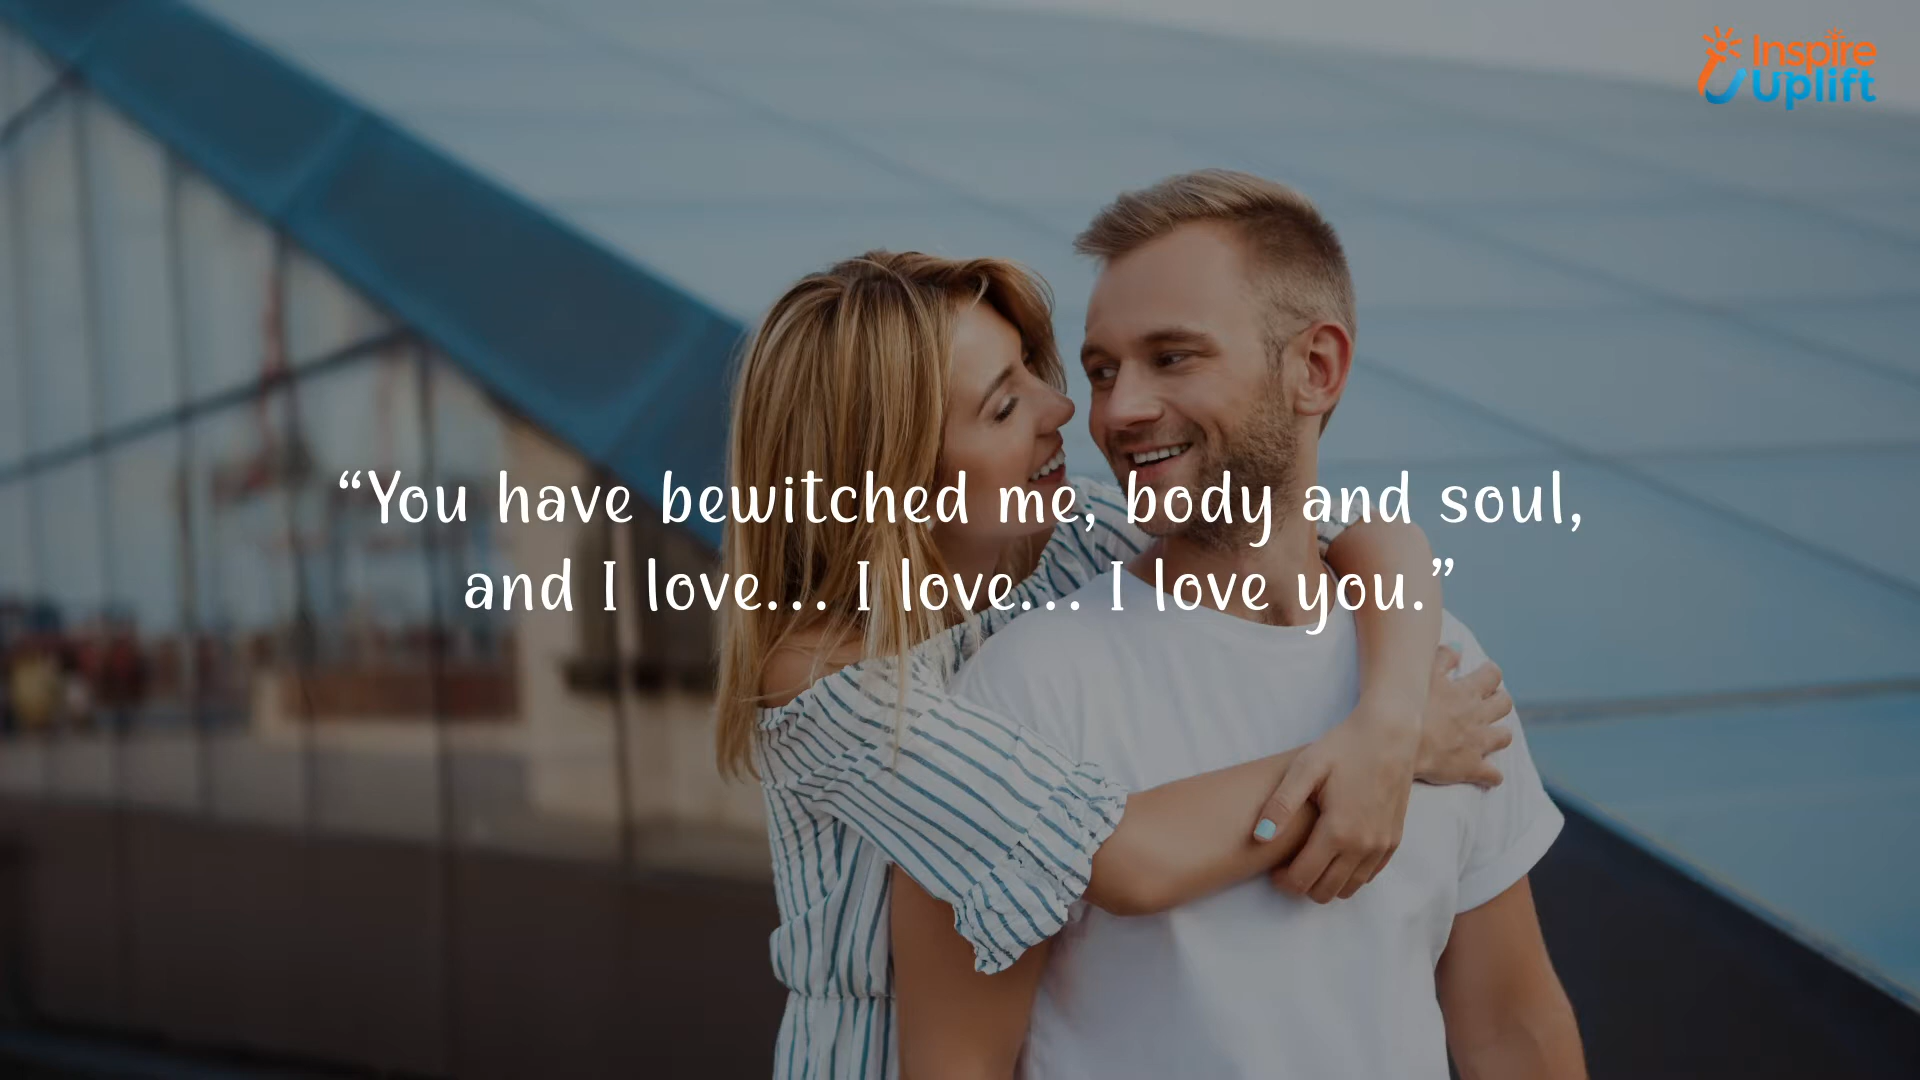 Inspire
Uplift
“You have bewitched me, body and soul,
and I love... I love... I love you.”